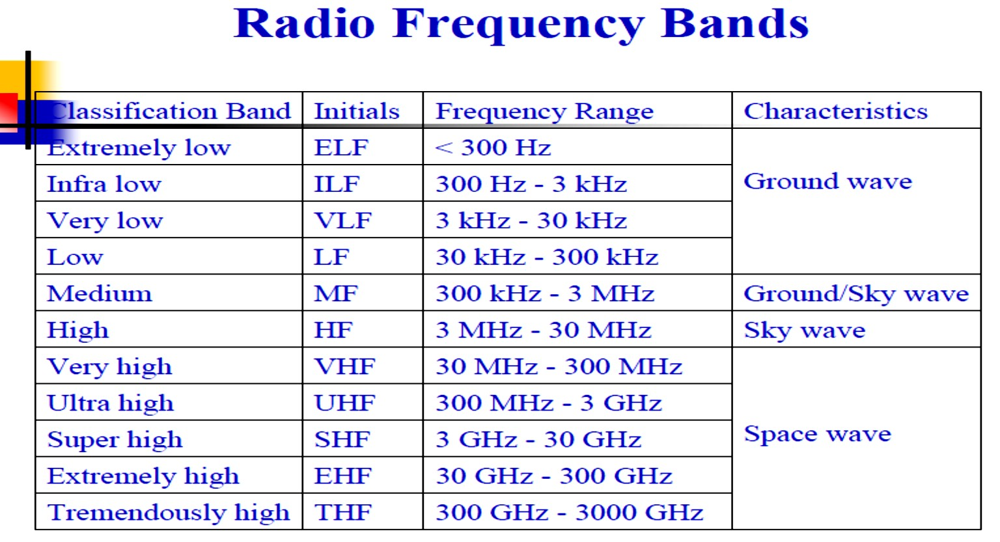 Radio Frequency Bands
Classification Band Initials Frequency Range Characteristics
Extremely low ELF < 300 Hz
Ground wave
Infra low ILF 300 Hz - 3 kHz
Very low VLF 3 kHz - 30 kHz
Low LF 30 kHz - 300 kHz
Medium MF 300 kHz - 3 MHz Ground/Sky wave
High HF 3 MHz - 30 MHz Sky wave
Very high VHF 30 MHz - 300 MHz
Ultra high UHF 300 MHz - 3 GHz
Space wave
Super high SHF 3 GHz - 30 GHz
Extremely high EHF 30 GHz - 300 GHz
Tremendously high THF 300 GHz - 3000 GHz